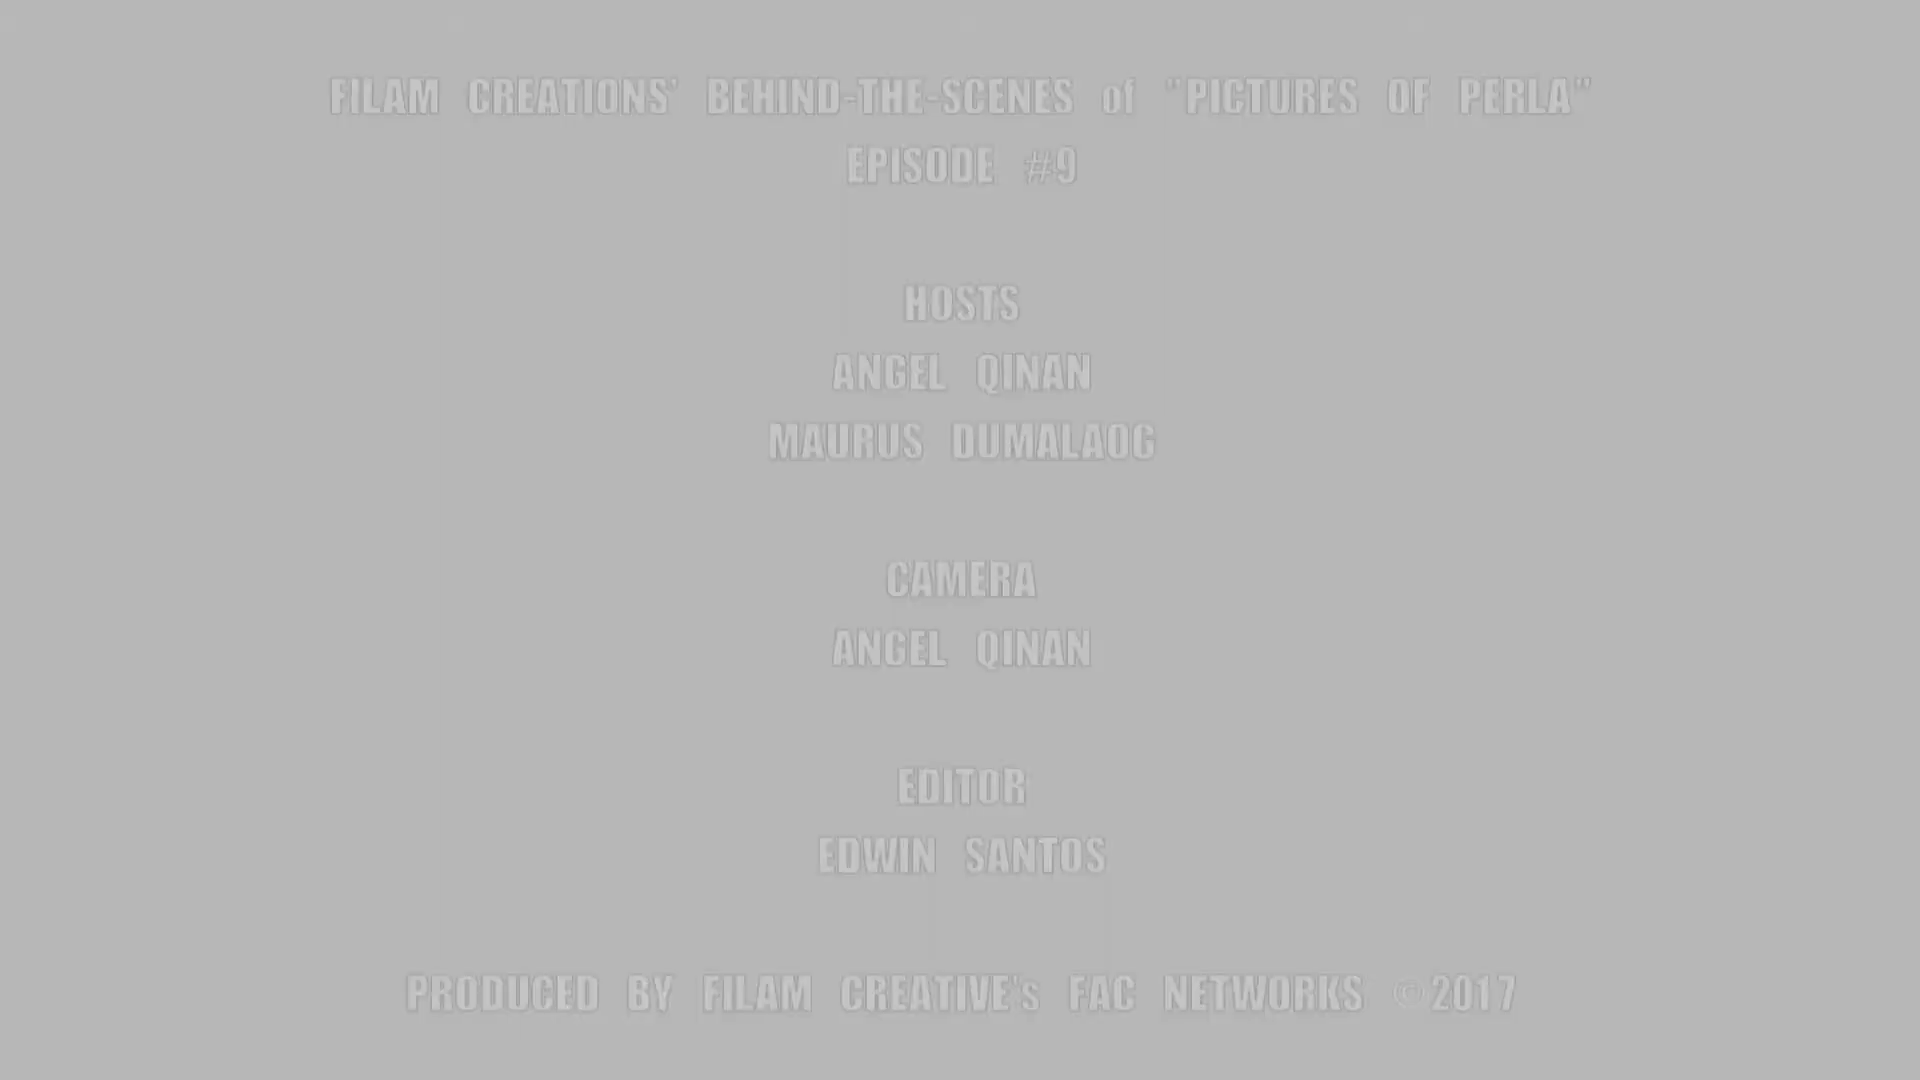 FILAM CREATIONS' BEHIND-THE-SCENES of "PICTURES OF PERLA"
EPISODE #9
HOSTS
ANGEL QINAN
MAURUS DUMALAOG
CAMERA
ANGEL QINAN
EDITOR
EDWIN SANTOS
PRODUCED BY FILAM CREATIVE's FAC NETWORKS ©2017